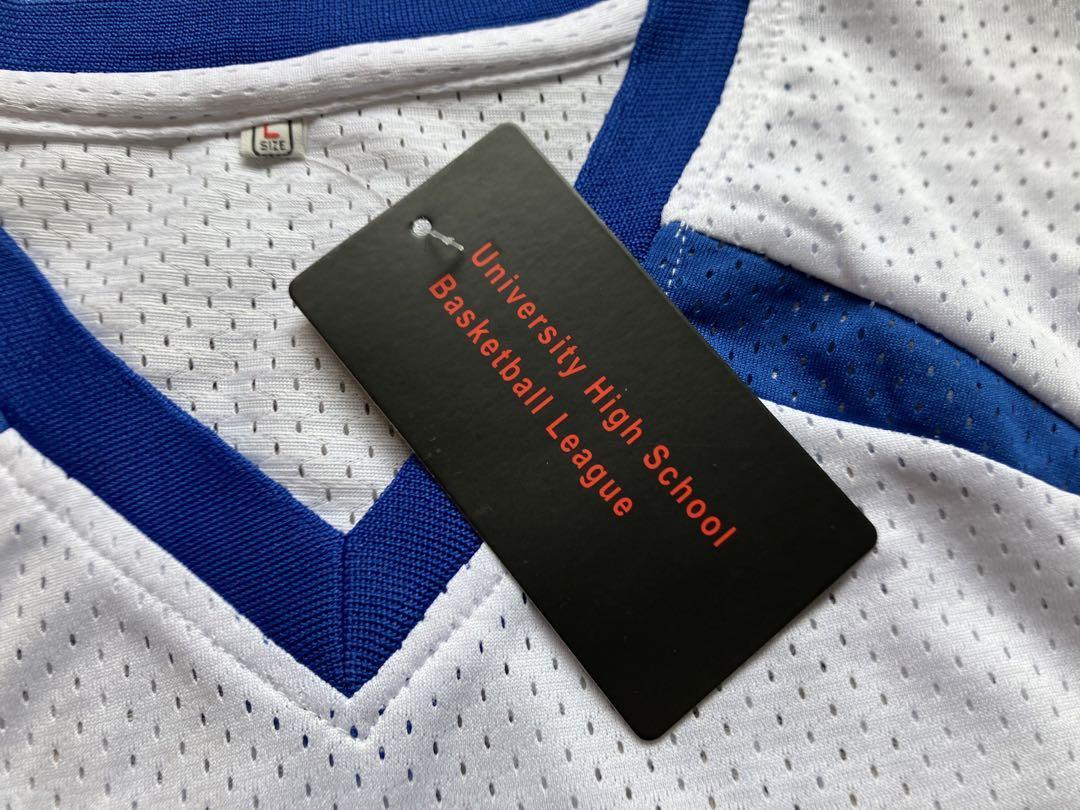 L
SIZE
University High School
Basketball League